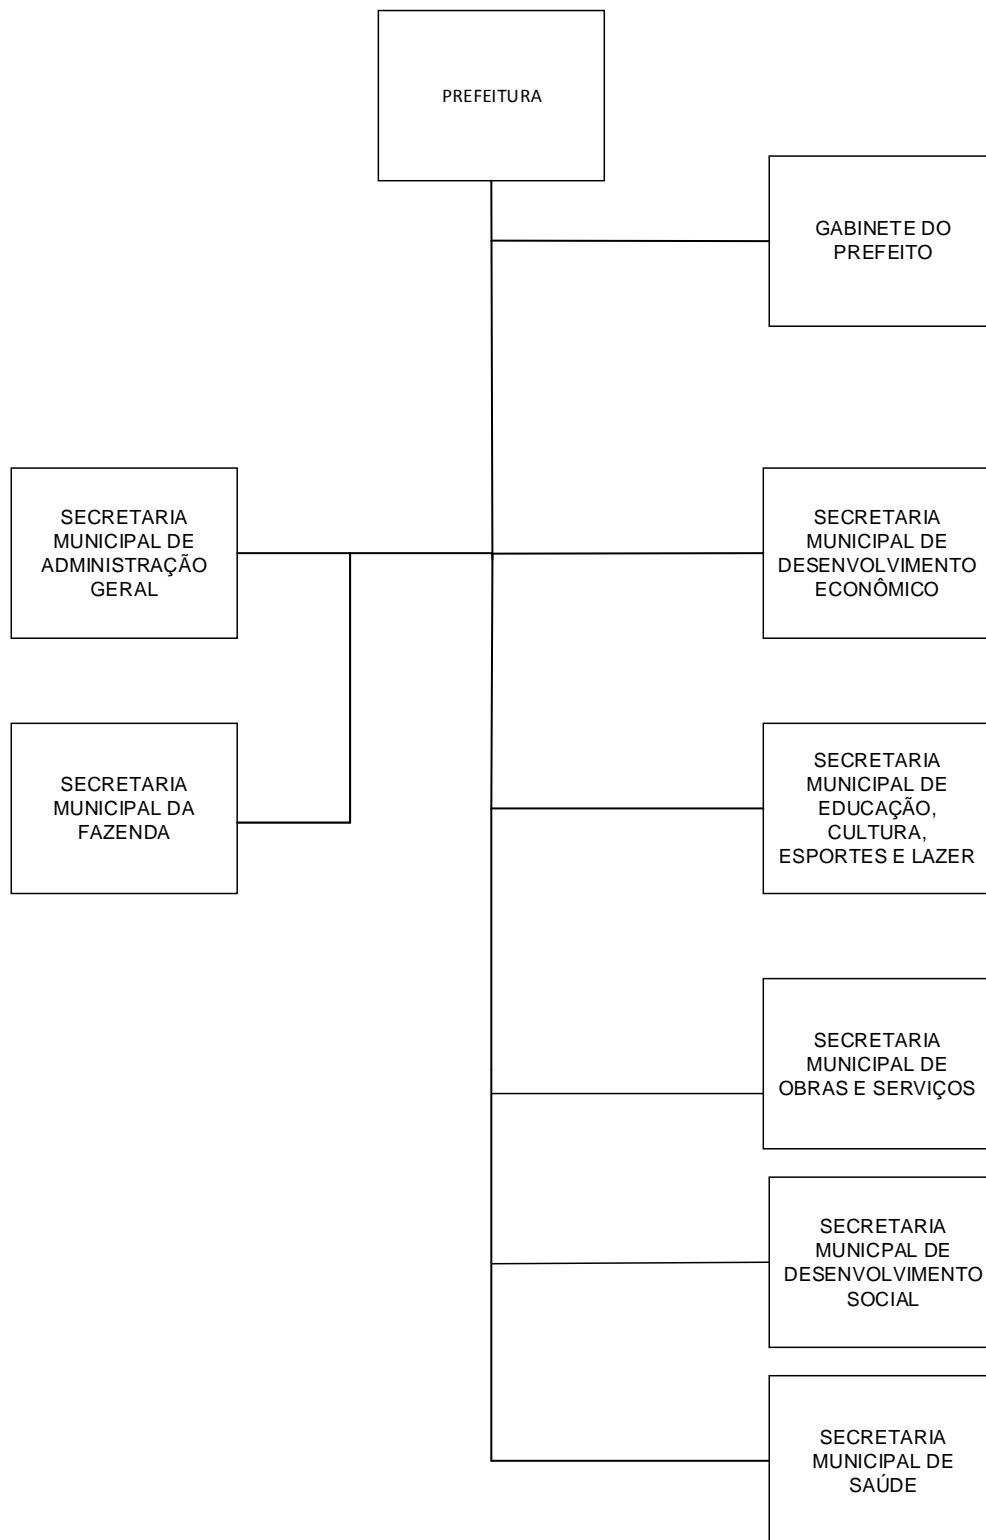 PREFEITURA
GABINETE DO
PREFEITO
SECRETARIA
MUNICIPAL DE
ADMINISTRAÇÃO
GERAL
SECRETARIA
MUNICIPAL DE
DESENVOLVIMENTO
ECONÔMICO
SECRETARIA
MUNICIPAL DA
FAZENDA
SECRETARIA
MUNICIPAL DE
EDUCAÇÃO,
CULTURA,
ESPORTES E LAZER
SECRETARIA
MUNICIPAL DE
OBRAS E SERVIÇOS
SECRETARIA
MUNICPAL DE
DESENVOLVIMENTO
SOCIAL
SECRETARIA
MUNICIPAL DE
SAÚDE